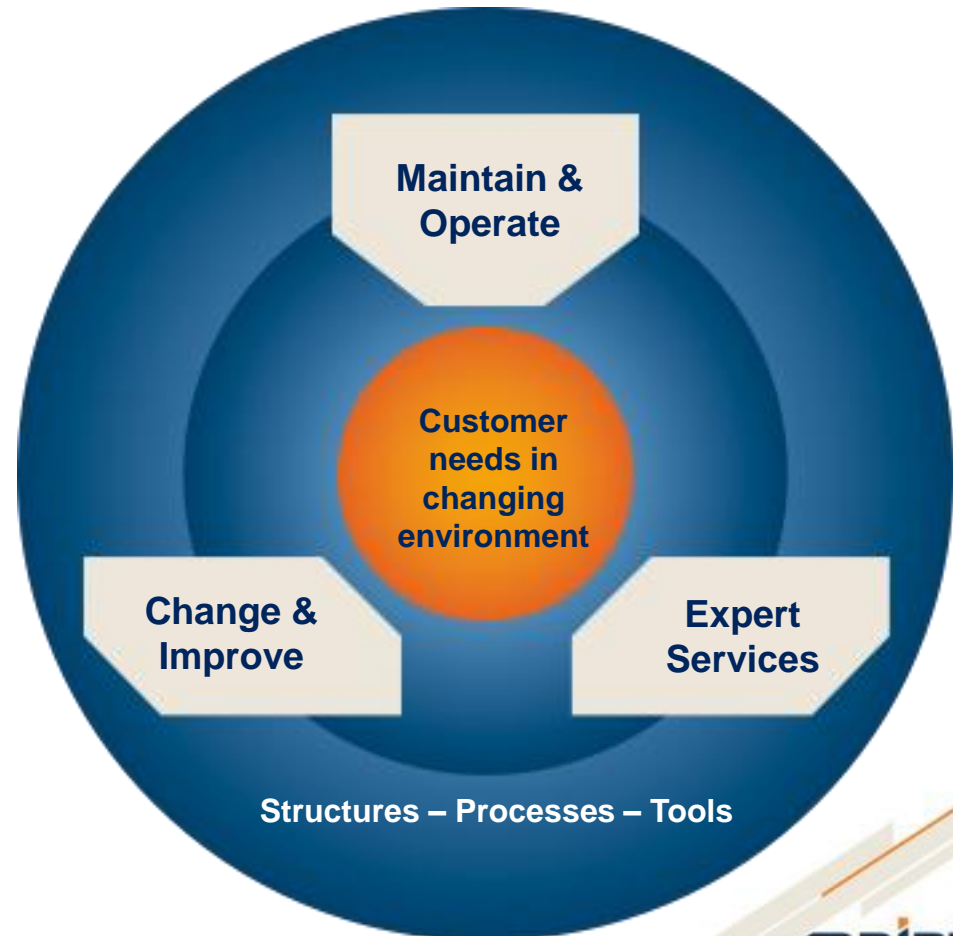 Maintain &
Operate
Customer
needs in
changing
environment
Change &
Improve
Expert
Services
Structures – Processes – Tools